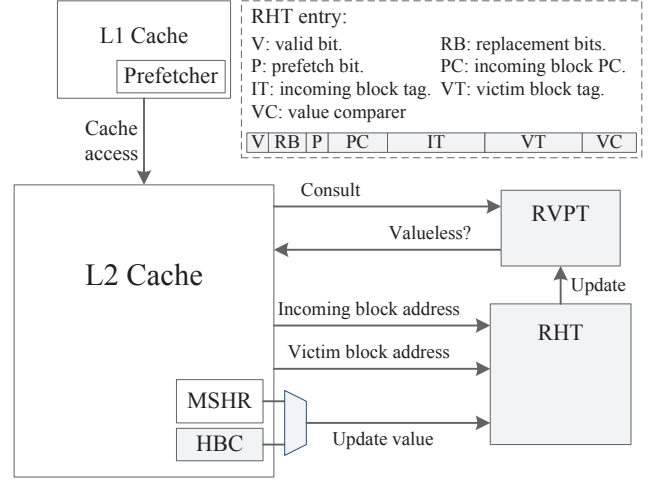 L1 Cache
Prefetcher
Cache
access
RHT entry:
V: valid bit. RB: replacement bits.
P: prefetch bit. PC: incoming block PC.
IT: incoming block tag. VT: victim block tag.
VC: value comparer
V RB P PC IT VT VC
L2 Cache
Consult
Valueless?
RVPT
Update
Incoming block address
Victim block address
RHT
MSHR
HBC
Update value